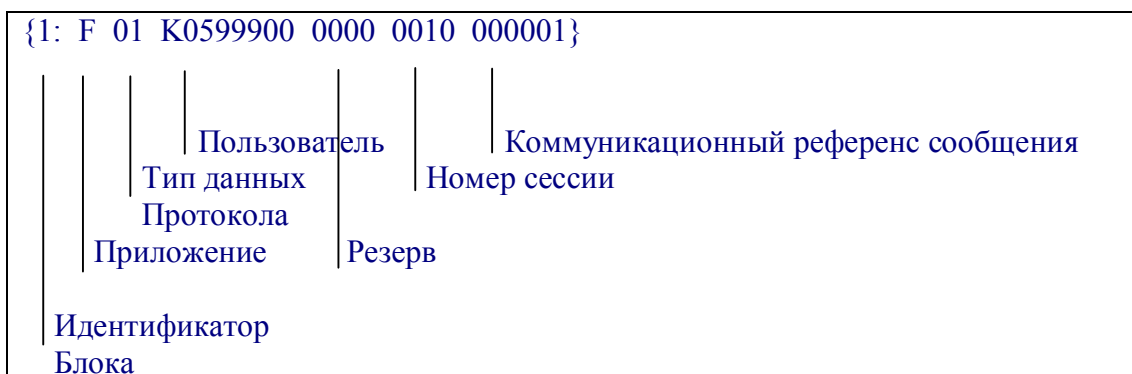 {1: F 01 K0599900 0000 0010 000001}
Пользователь Коммуникационный референс сообщения
Тип данных Номер сессии
Протокола
Приложение Резерв
Идентификатор
Блока